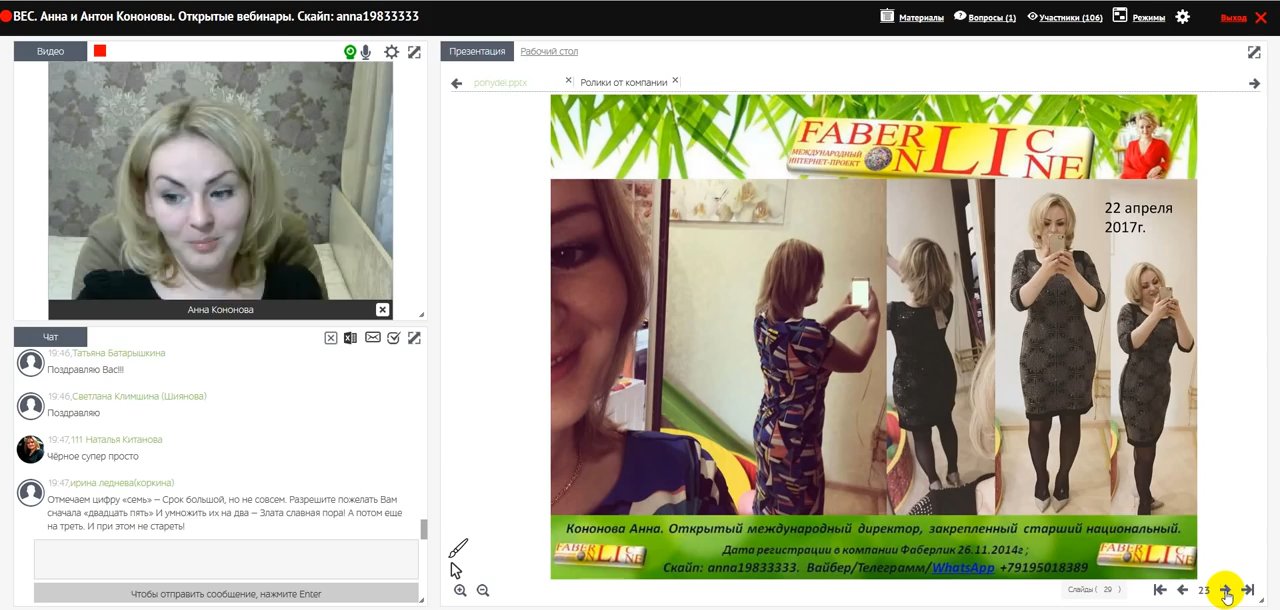 ВЕС. Анна и Антон Кононовы. Открытые вебинары. Скайп: anna19833333
Материалы
Вопросы (1)
Участники (106)
Режимы
Выход
Видео
Анна Кононова
Чат
19:46,Татьяна Батарышкина
Поздравляю Вас!!!
19:46,Светлана Климшина (Шиянова)
Поздравляю
19:47,111 Наталья Китанова
Чёрное супер просто
19:47,ирина леднева(коркина)
Отмечаем цифру «семь» — Срок большой, но не совсем. Разрешите пожелать Вам
сначала «двадцать пять» И умножить их на два — Злата славная пора! А потом еще
на треть. И при этом не стареть!
Чтобы отправить сообщение, нажмите Enter
Презентация
Рабочий стол
ponydel.pptx
Ролики от компании
FABERLIC
МЕЖДУНАРОДНЫЙ
ИНТЕРНЕТ-ПРОЕКТ
ONLINE
22 апреля
2017г.
Кононова Анна. Открытый международный директор, закрепленный старший национальный.
Дата регистрации в компании Фаберлик 26.11.2014г;
Скайп: anna19833333. Вайбер/Телеграмм/WhatsApp +79195018389
FABERLIC
ONLINE
FABERLIC
ONLINE
Слайды ( 29 )
23